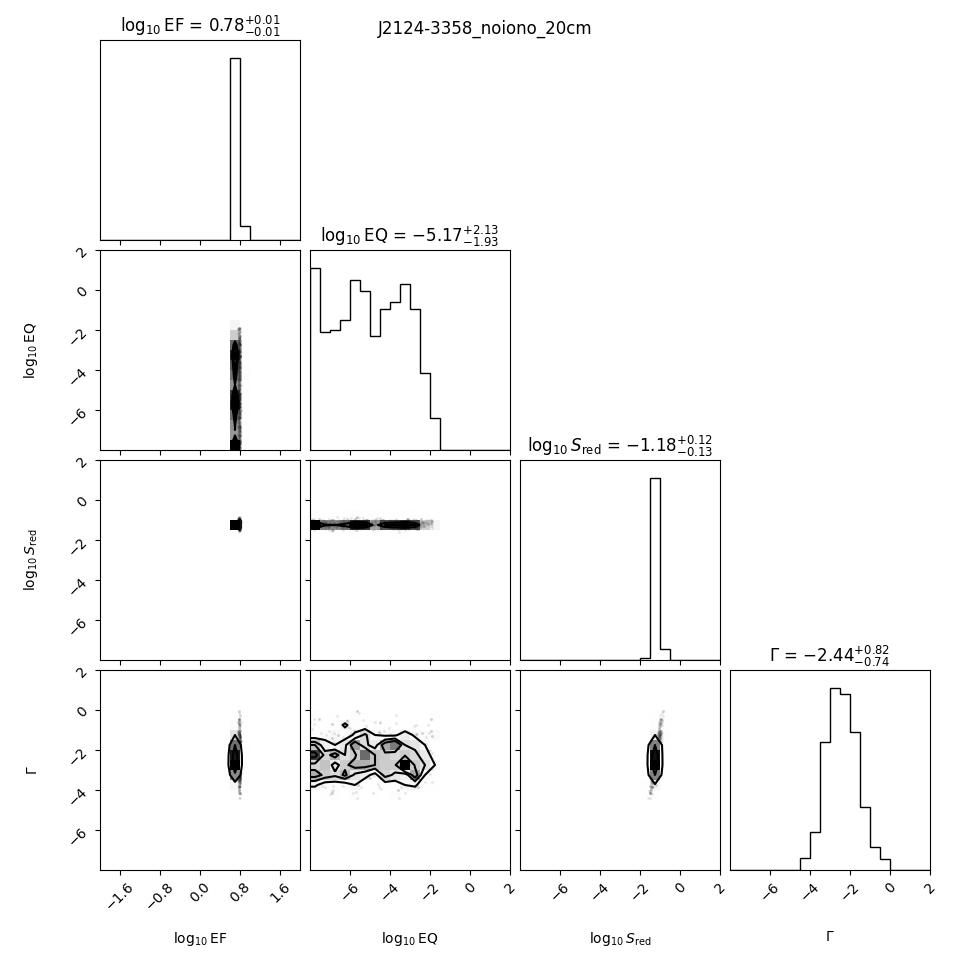 J2124-3358_noiono_20cm
log₁₀ EF = 0.78⁺⁰·⁰¹₋₀.₀₁
log₁₀ EQ = −5.17⁺²·¹³₋₁.₉₃
2
0
−2
−4
−6
log₁₀ EQ
log₁₀ S_red = −1.18⁺⁰·¹²₋₀.₁₃
2
0
−2
−4
−6
log₁₀ S_red
Γ = −2.44⁺⁰·⁸²₋₀.₇₄
2
0
−2
−4
−6
Γ
−1.6 −0.8 0.0 0.8 1.6
−6 −4 −2 0 2
−6 −4 −2 0 2
−6 −4 −2 0 2
log₁₀ EF
log₁₀ EQ
log₁₀ S_red
Γ